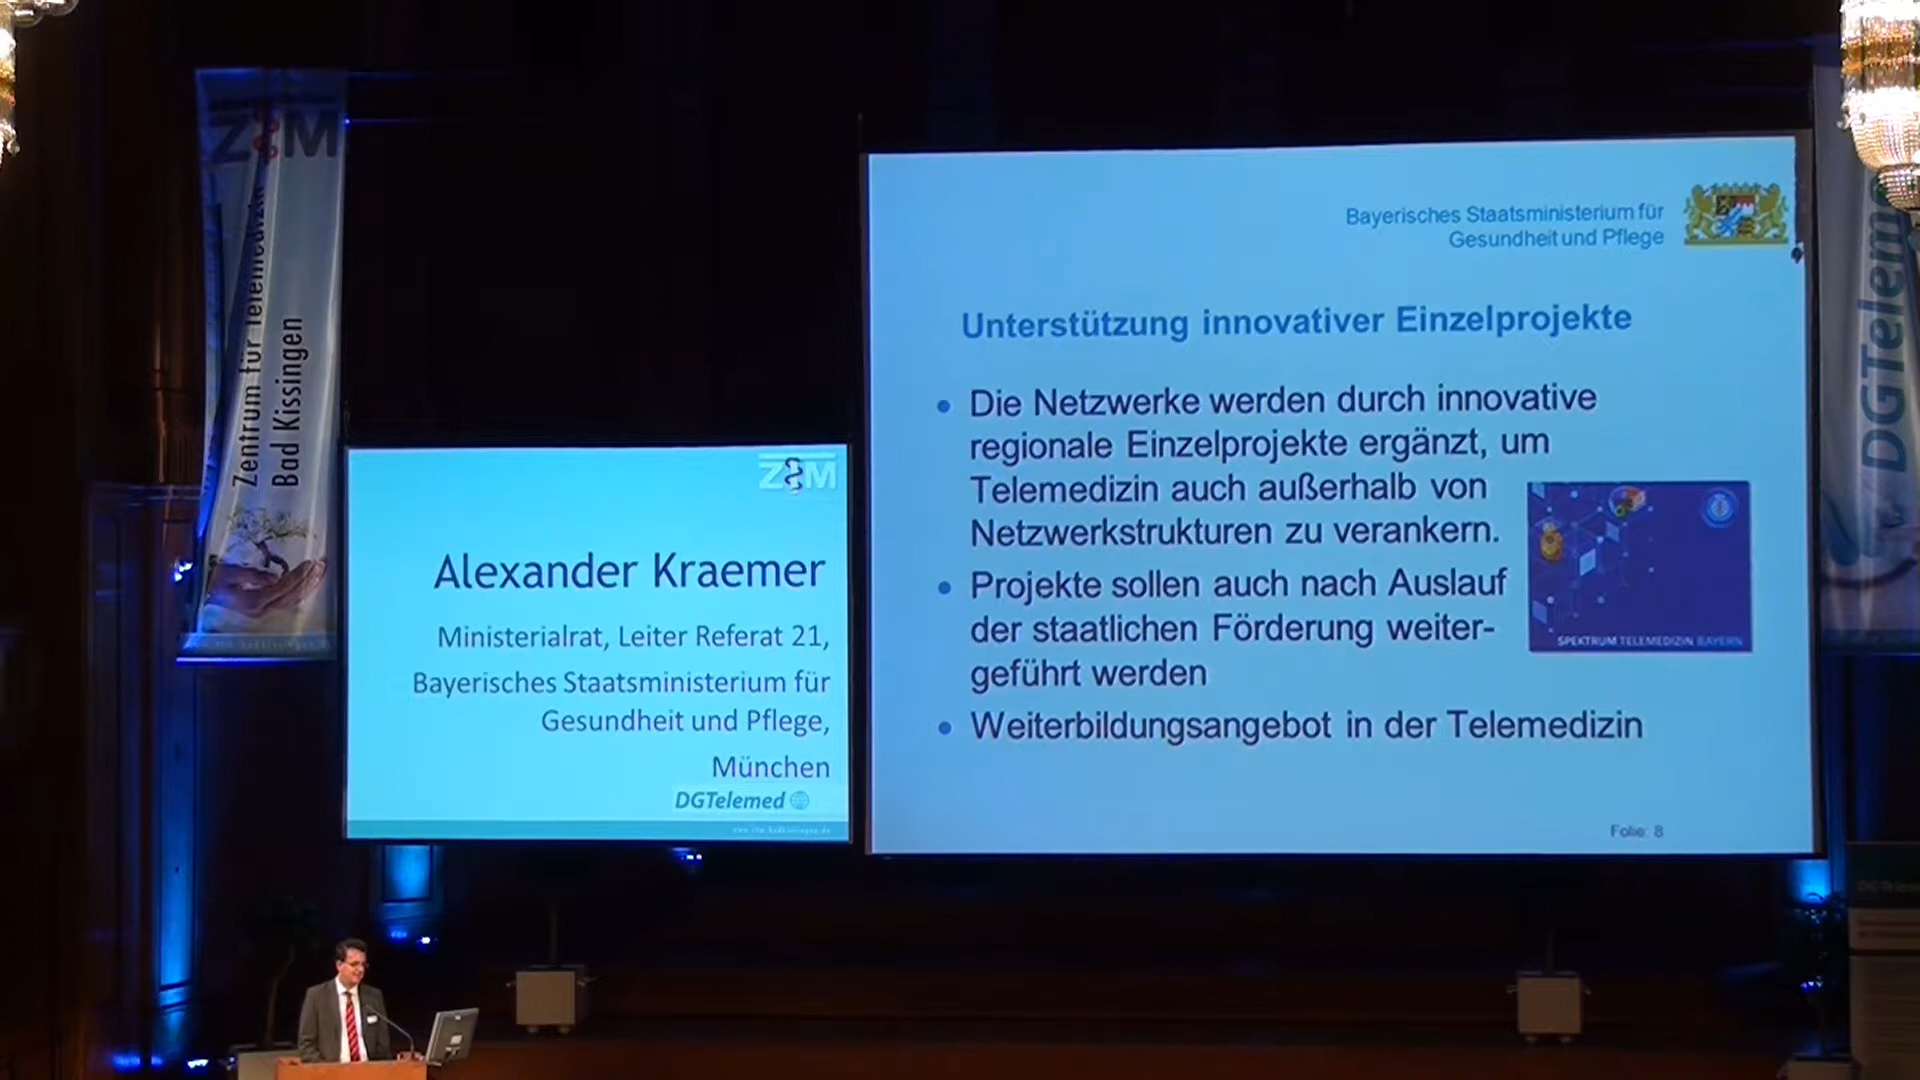 Z M
Zentrum für Telemedizin
Bad Kissingen
ZTM
Alexander Kraemer
Ministerialrat, Leiter Referat 21,
Bayerisches Staatsministerium für
Gesundheit und Pflege,
München
DGTelemed
Bayerisches Staatsministerium für
Gesundheit und Pflege
Unterstützung innovativer Einzelprojekte
• Die Netzwerke werden durch innovative
regionale Einzelprojekte ergänzt, um
Telemedizin auch außerhalb von
Netzwerkstrukturen zu verankern.
• Projekte sollen auch nach Auslauf
der staatlichen Förderung weiter-
geführt werden
• Weiterbildungsangebot in der Telemedizin
SPEKTRUM TELEMEDIZIN BAYERN
Folie: 8
DGTeleme